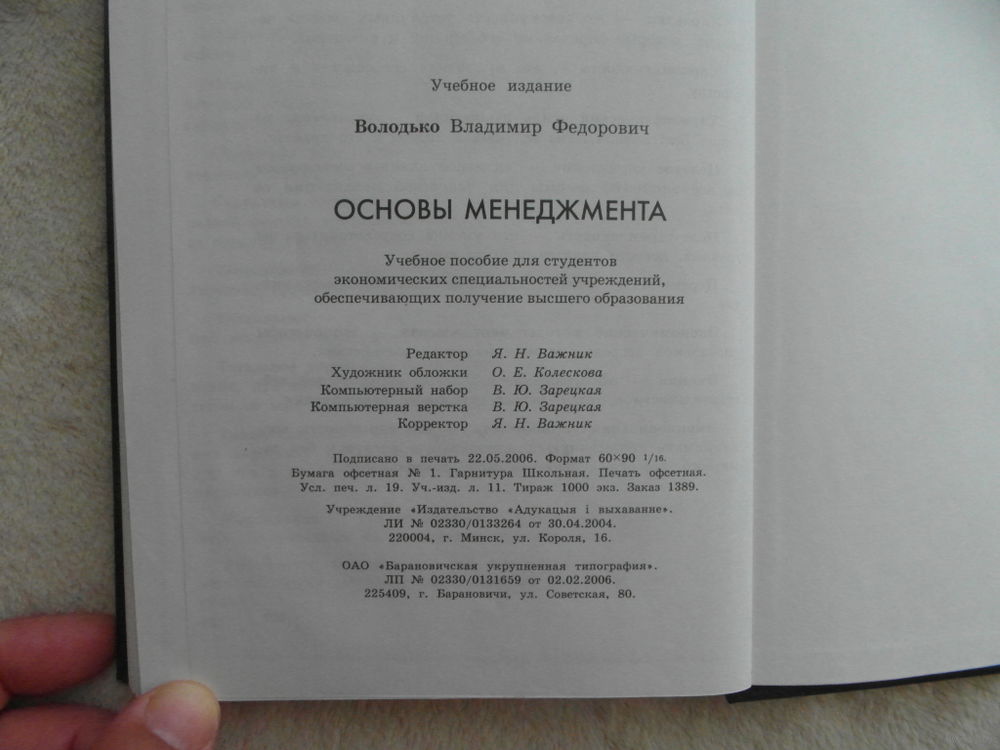 Учебное издание
Володько Владимир Федорович
ОСНОВЫ МЕНЕДЖМЕНТА
Учебное пособие для студентов
экономических специальностей учреждений,
обеспечивающих получение высшего образования
Редактор Я. Н. Важник
Художник обложки О. Е. Колескова
Компьютерный набор В. Ю. Зарецкая
Компьютерная верстка В. Ю. Зарецкая
Корректор Я. Н. Важник
Подписано в печать 22.05.2006. Формат 60×90 1/16.
Бумага офсетная № 1. Гарнитура Школьная. Печать офсетная.
Усл. печ. л. 19. Уч.-изд. л. 11. Тираж 1000 экз. Заказ 1389.
Учреждение «Издательство «Адукацыя і выхаванне».
ЛИ № 02330/0133264 от 30.04.2004.
220004, г. Минск, ул. Короля, 16.
ОАО «Барановичская укрупненная типография».
ЛП № 02330/0131659 от 02.02.2006.
225409, г. Барановичи, ул. Советская, 80.